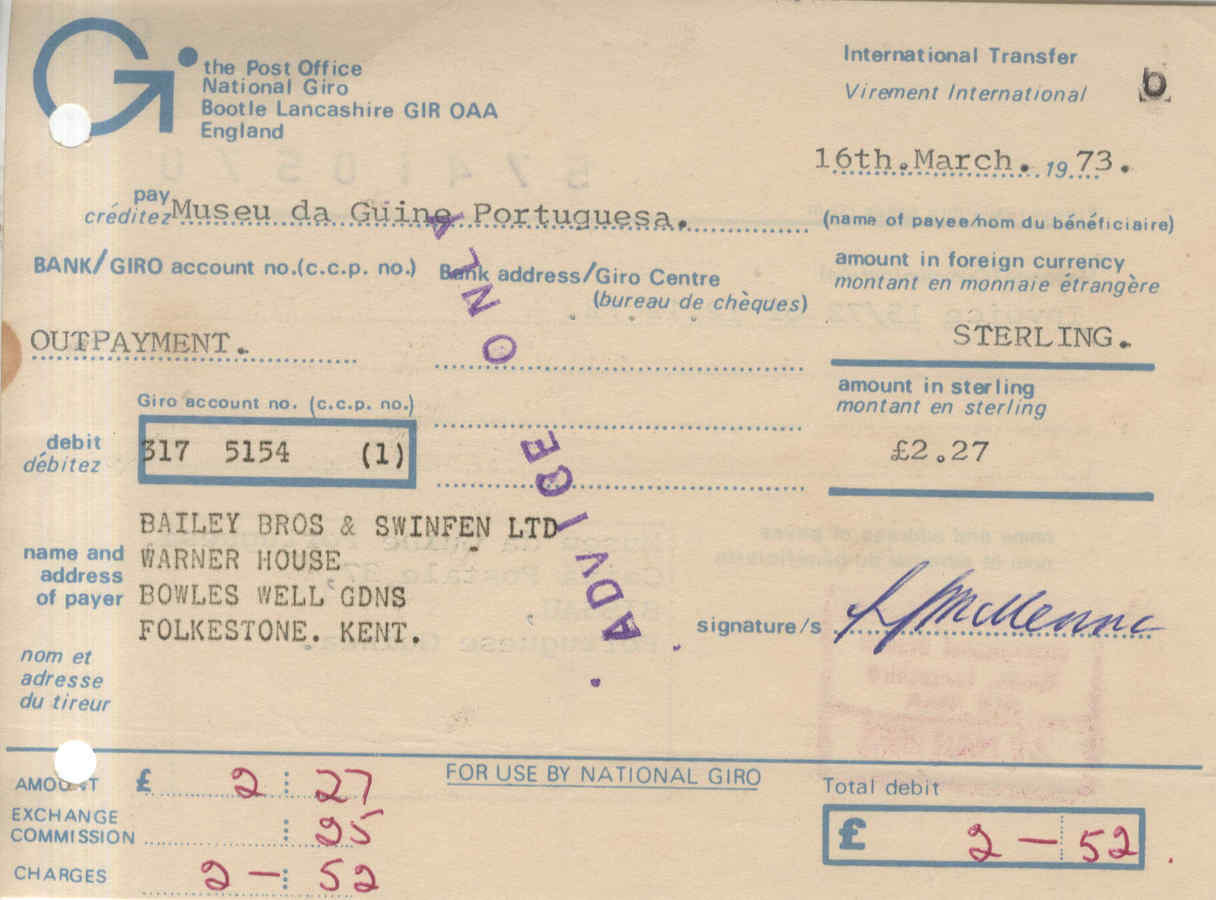 the Post Office
National Giro
Bootle Lancashire GIR OAA
England
International Transfer
Virement International
b
16th.March. 1973.
pay
créditez Museu da Guine Portuguesa.
(name of payee/nom du bénéficiaire)
BANK/GIRO account no.(c.c.p. no.)
Bank address/Giro Centre
(bureau de chèques)
amount in foreign currency
montant en monnaie étrangère
OUTPAYMENT.
STERLING.
ADVICE ONLY
Giro account no. (c.c.p. no.)
amount in sterling
montant en sterling
debit
débitez
317 5154 (1)
£2.27
name and address of payer
BAILEY BROS & SWINFEN LTD
WARNER HOUSE
BOWLES WELL GDNS
FOLKESTONE. KENT.
nom et
adresse
du tireur
signature/s
FOR USE BY NATIONAL GIRO
AMOUNT £ 2 : 27
EXCHANGE
COMMISSION : 25
CHARGES 2 - : 52
Total debit
£ 2 - 52